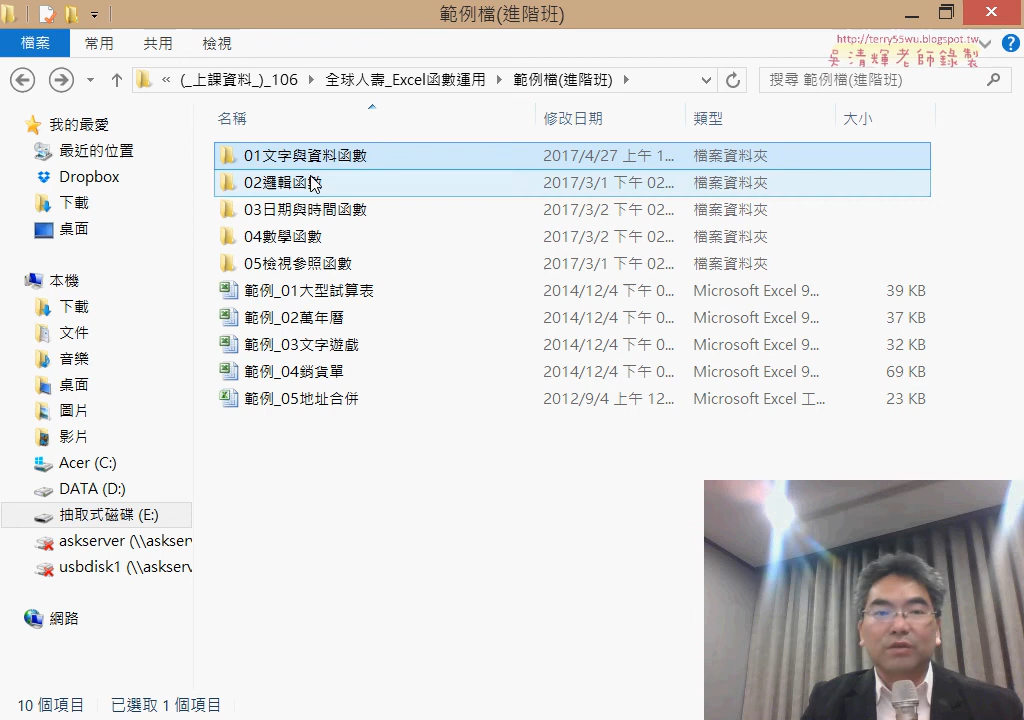 範例檔(進階班)
檔案 常用 共用 檢視
http://terry55wu.blogspot.tw
吳清輝老師錄製
« (_上課資料_)_106 全球人壽_Excel函數運用 範例檔(進階班)
搜尋 範例檔(進階班)
名稱 修改日期 類型 大小
我的最愛
最近的位置
Dropbox
下載
桌面
本機
下載
文件
音樂
桌面
圖片
影片
Acer (C:)
DATA (D:)
抽取式磁碟 (E:)
askserver (\\askserv
usbdisk1 (\\askserv
網路
01文字與資料函數 2017/4/27 上午 1... 檔案資料夾
02邏輯函數 2017/3/1 下午 02... 檔案資料夾
03日期與時間函數 2017/3/2 下午 02... 檔案資料夾
04數學函數 2017/3/2 下午 02... 檔案資料夾
05檢視參照函數 2017/3/1 下午 02... 檔案資料夾
範例_01大型試算表 2014/12/4 下午 0... Microsoft Excel 9... 39 KB
範例_02萬年曆 2014/12/4 下午 0... Microsoft Excel 9... 37 KB
範例_03文字遊戲 2014/12/4 下午 0... Microsoft Excel 9... 32 KB
範例_04銷貨單 2014/12/4 下午 0... Microsoft Excel 9... 69 KB
範例_05地址合併 2012/9/4 上午 12... Microsoft Excel 工... 23 KB
10 個項目 已選取 1 個項目